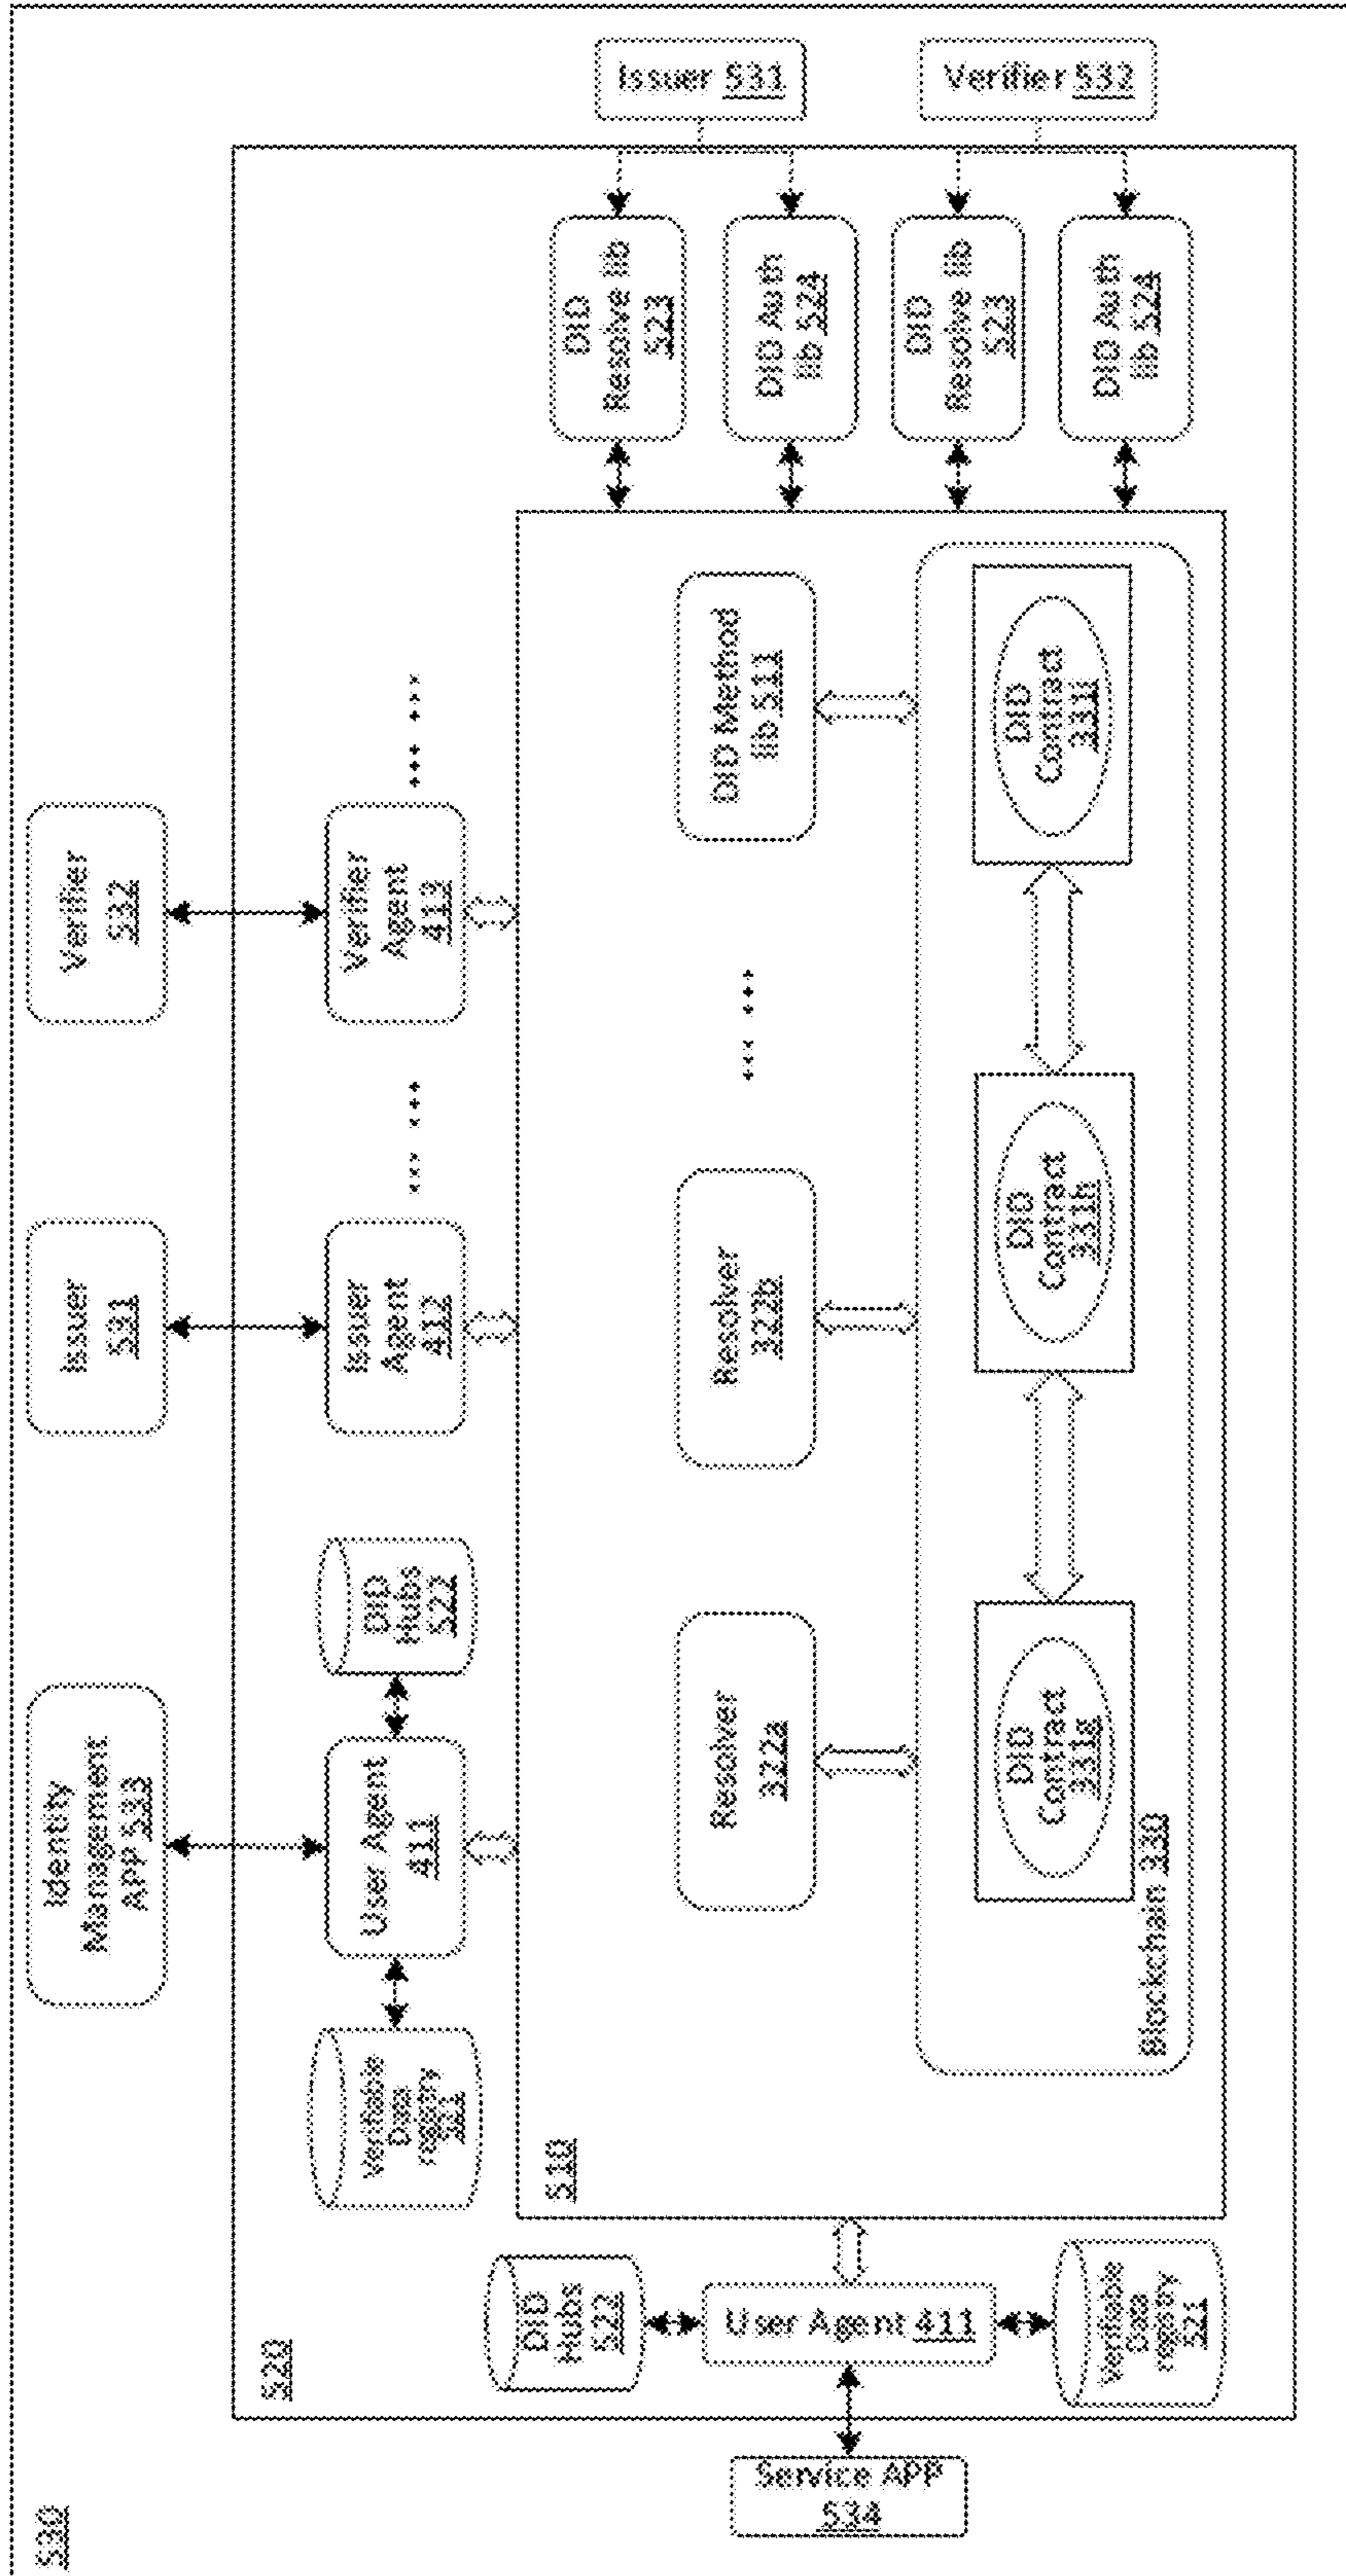 530
Identity
Management
APP 533
Issuer
531
Verifier
532
520
Verifiable
Data
registry
521
User Agent
411
DID
Hubs
522
Issuer
Agent
412
Verifier
Agent
413
Service APP
534
DID
Hubs
522
User Agent 411
Verifiable
Data
registry
521
510
Resolver
322a
Resolver
322b
DID Method
lib 511
DID
Contract
331g
DID
Contract
331h
DID
Contract
331i
Blockchain 330
DID
Resolve lib
523
DID Auth
lib 524
DID
Resolve lib
523
DID Auth
lib 524
Issuer 531
Verifier 532